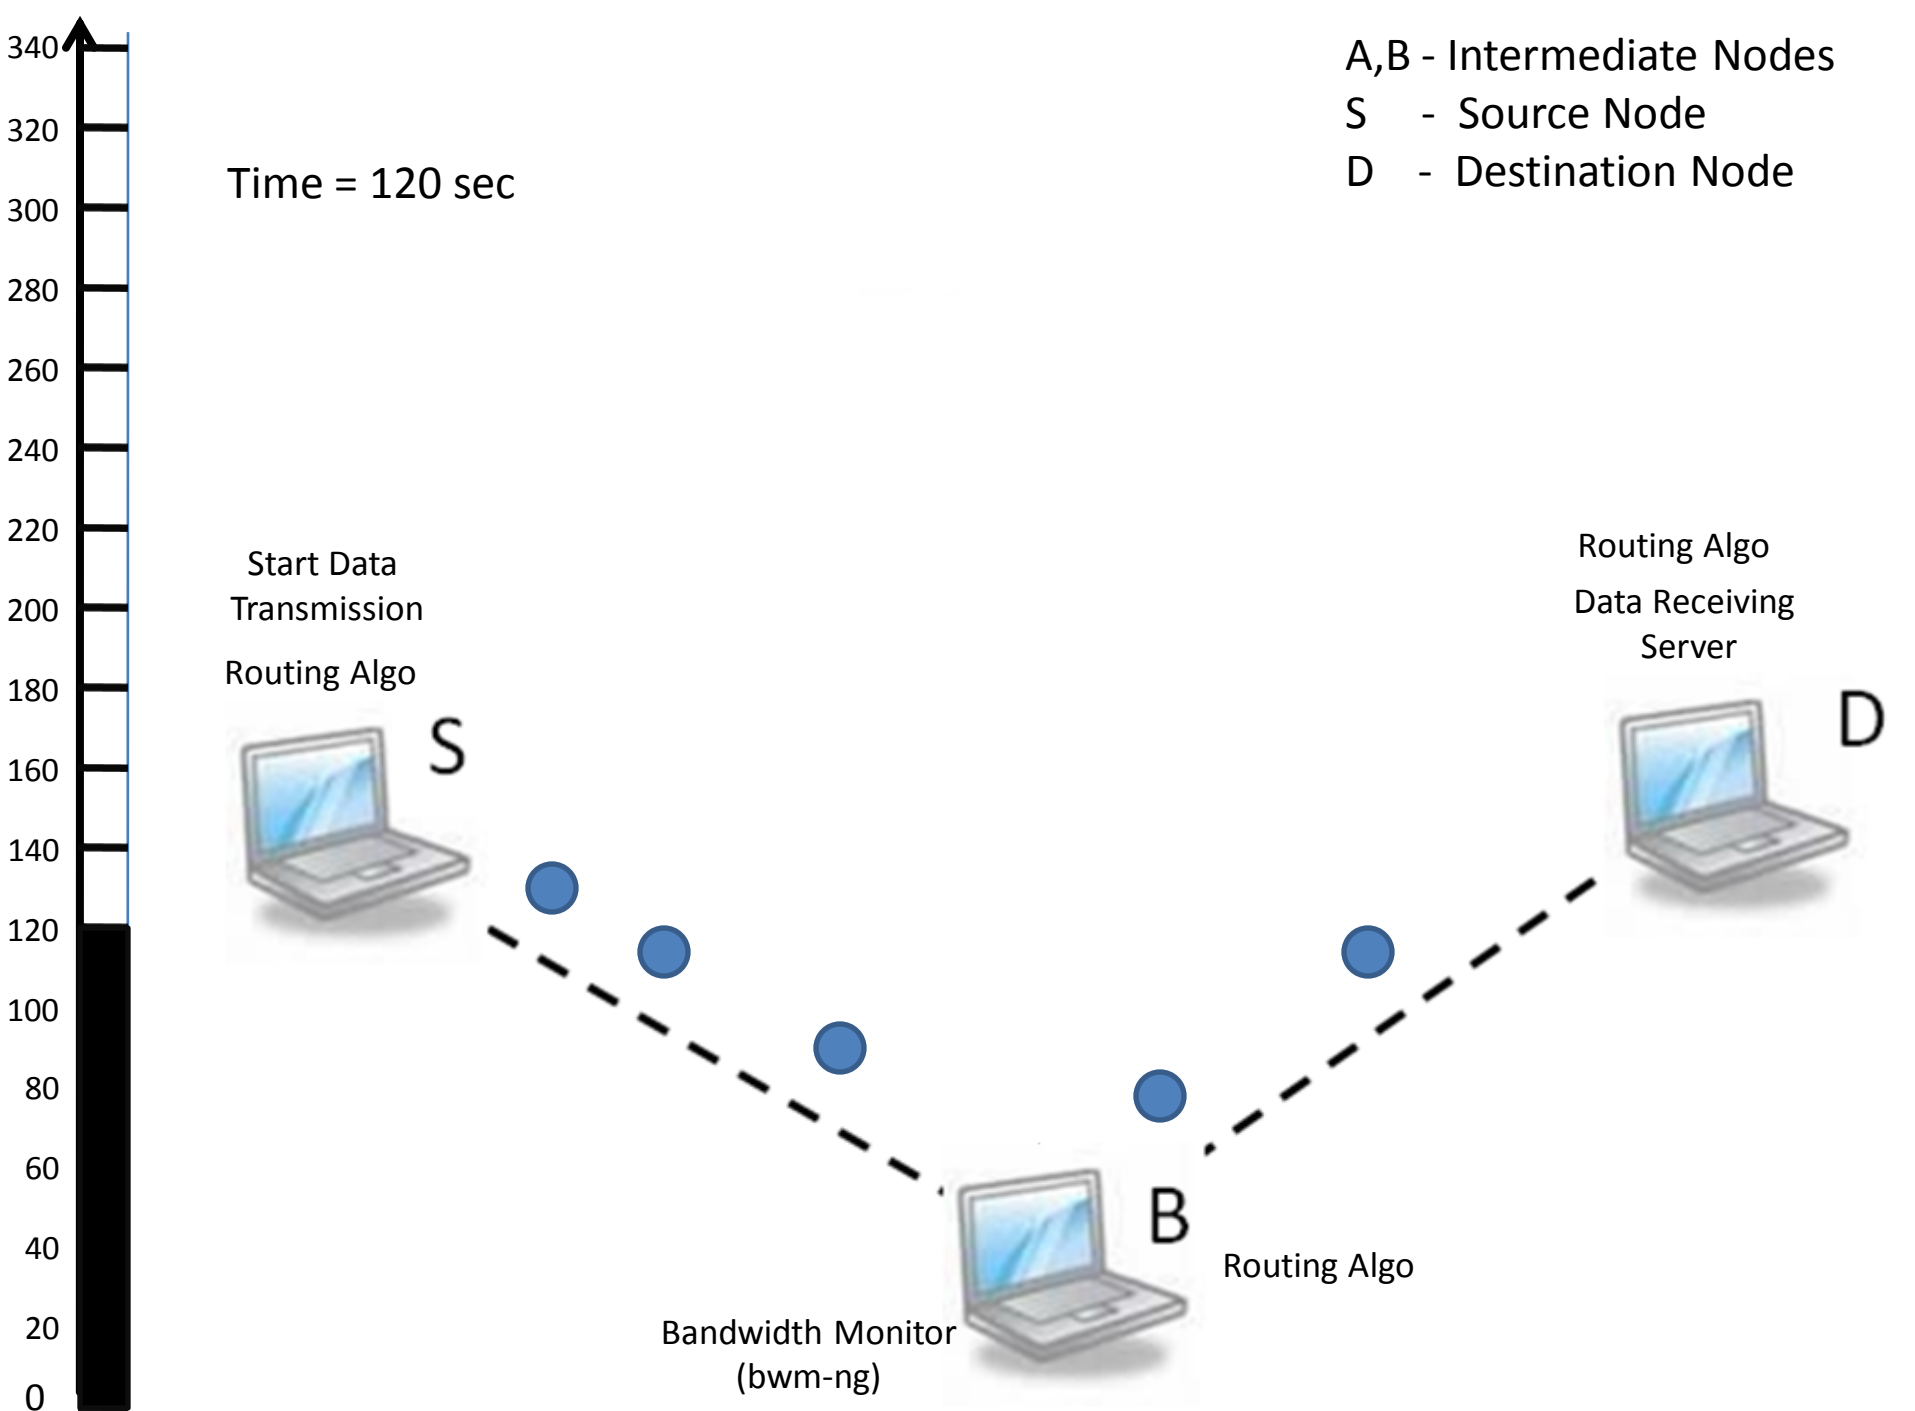 340
320
300
280
260
240
220
200
180
160
140
120
100
80
60
40
20
0
Time = 120 sec
A,B - Intermediate Nodes
S - Source Node
D - Destination Node
Start Data
Transmission
Routing Algo
S
Routing Algo
Data Receiving
Server
D
B
Routing Algo
Bandwidth Monitor
(bwm-ng)